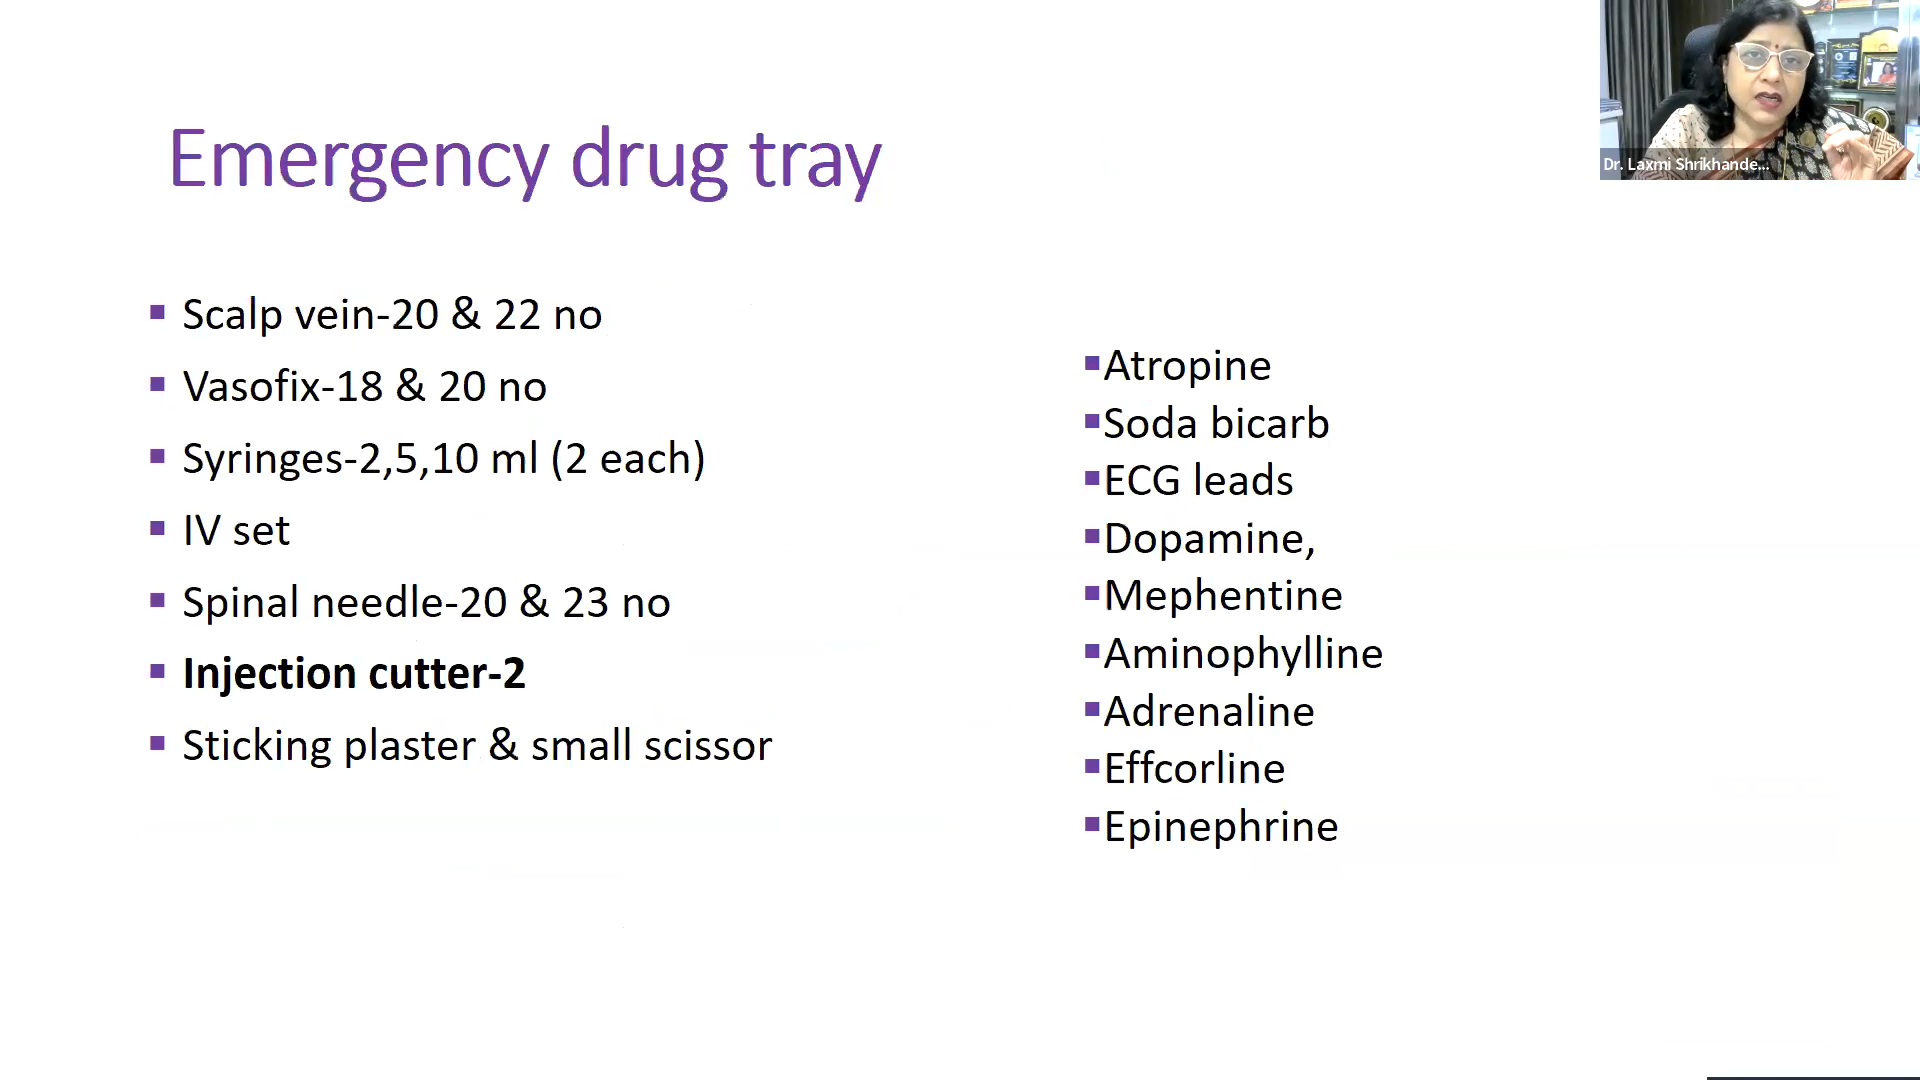 Emergency drug tray
Scalp vein-20 & 22 no
Vasofix-18 & 20 no
Syringes-2,5,10 ml (2 each)
IV set
Spinal needle-20 & 23 no
Injection cutter-2
Sticking plaster & small scissor
Atropine
Soda bicarb
ECG leads
Dopamine,
Mephentine
Aminophylline
Adrenaline
Effcorline
Epinephrine
Dr. Laxmi Shrikhande...